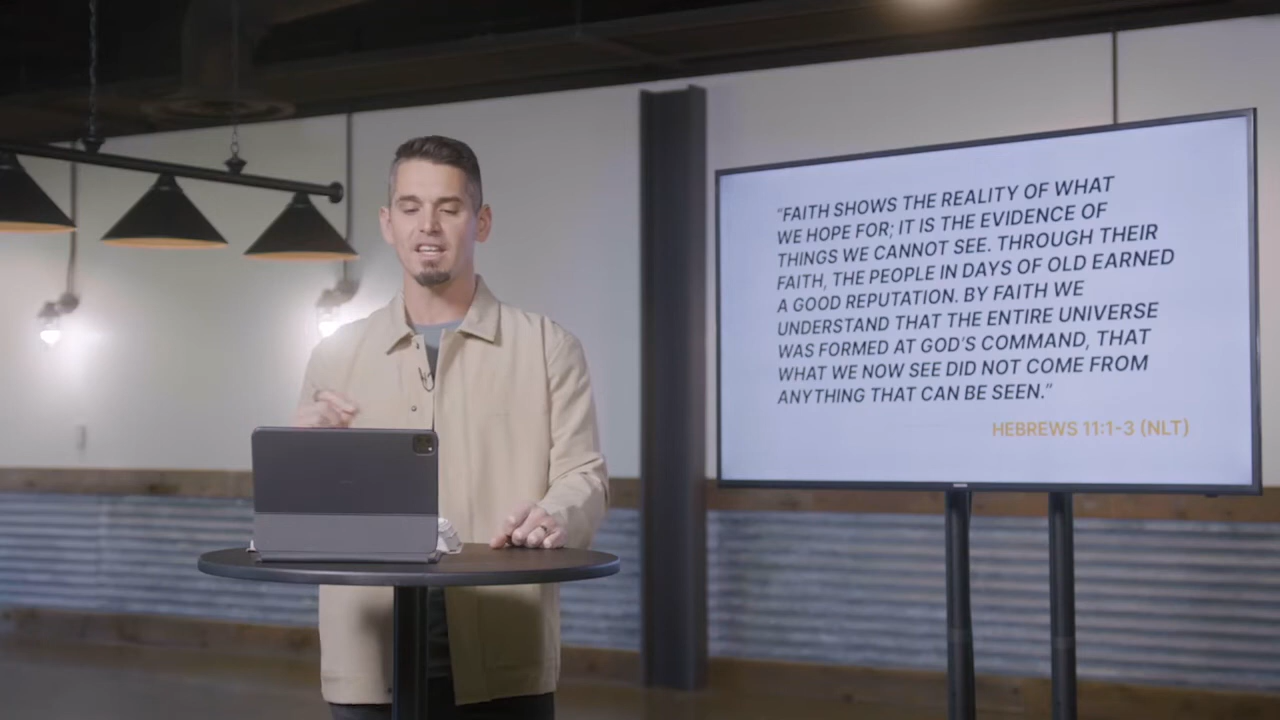 "FAITH SHOWS THE REALITY OF WHAT
WE HOPE FOR; IT IS THE EVIDENCE OF
THINGS WE CANNOT SEE. THROUGH THEIR
FAITH, THE PEOPLE IN DAYS OF OLD EARNED
A GOOD REPUTATION. BY FAITH WE
UNDERSTAND THAT THE ENTIRE UNIVERSE
WAS FORMED AT GOD'S COMMAND, THAT
WHAT WE NOW SEE DID NOT COME FROM
ANYTHING THAT CAN BE SEEN."
HEBREWS 11:1-3 (NLT)